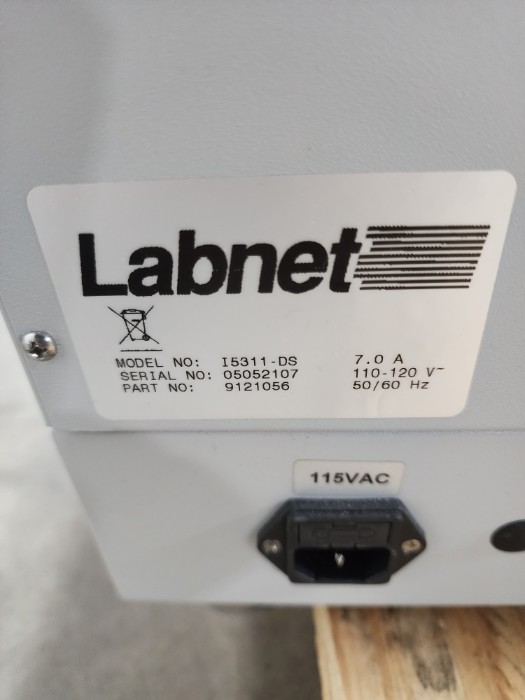 Labnet
MODEL NO: I5311-DS 7.0 A
SERIAL NO: 05052107 110-120 V~
PART NO: 9121056 50/60 Hz
115VAC